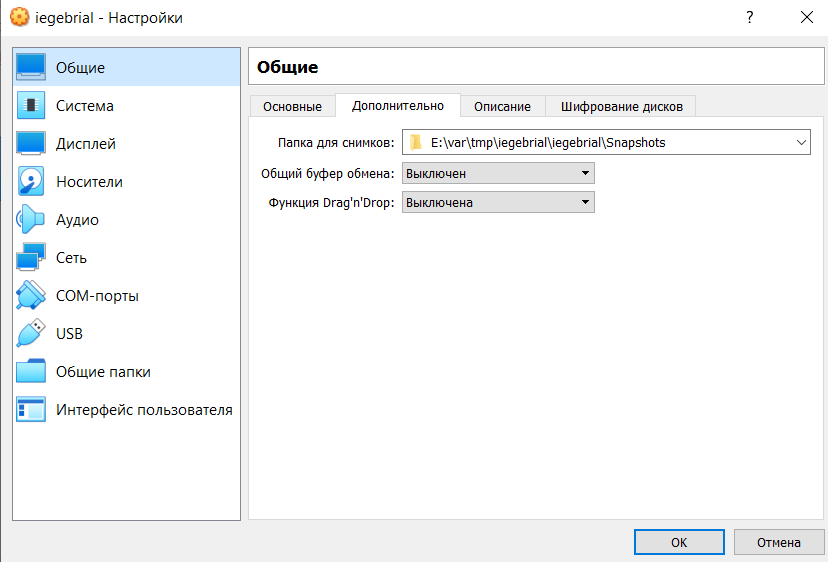 iegebrial - Настройки
?
Общие
Система
Дисплей
Носители
Аудио
Сеть
COM-порты
USB
Общие папки
Интерфейс пользователя
Общие
Основные
Дополнительно
Описание
Шифрование дисков
Папка для снимков: E:\var\tmp\iegebrial\iegebrial\Snapshots
Общий буфер обмена: Выключен
Функция Drag'n'Drop: Выключена
OK
Отмена